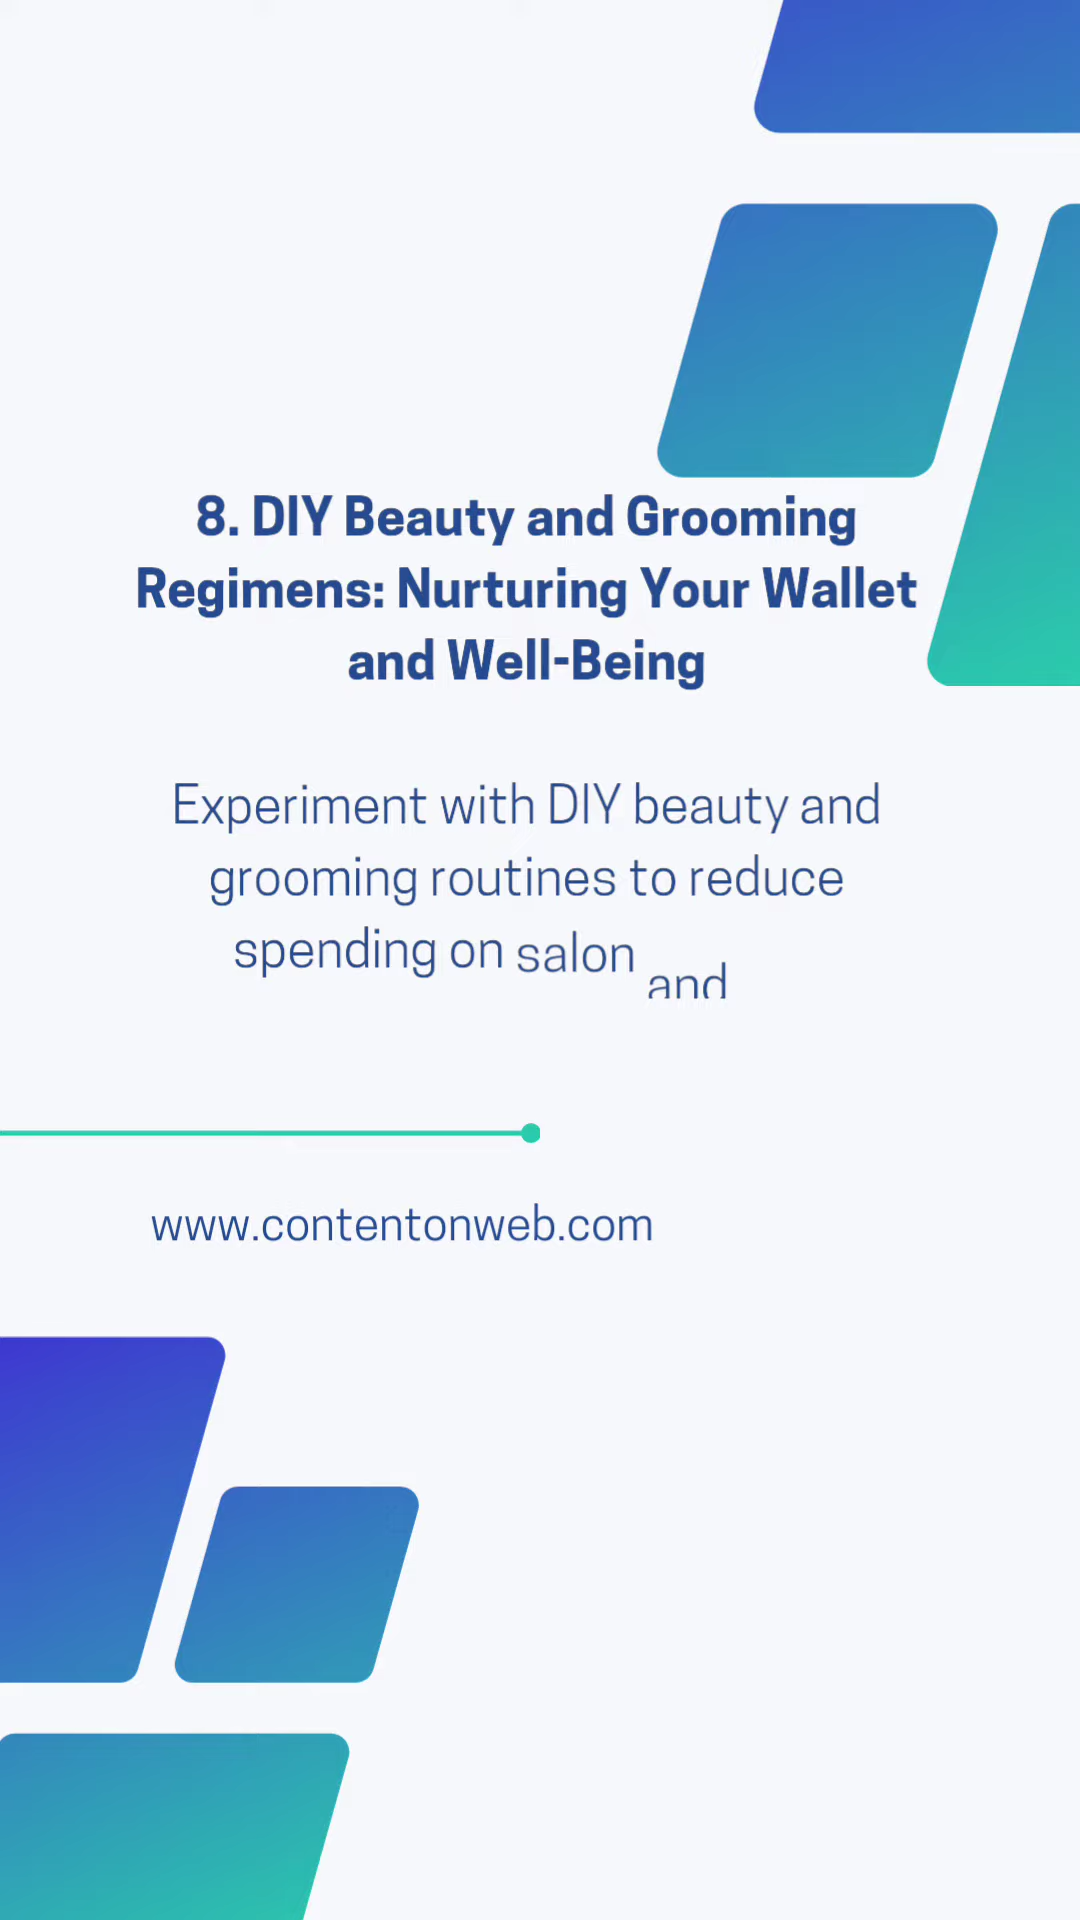 8. DIY Beauty and Grooming
Regimens: Nurturing Your Wallet
and Well-Being
Experiment with DIY beauty and
grooming routines to reduce
spending on salon and
www.contentonweb.com